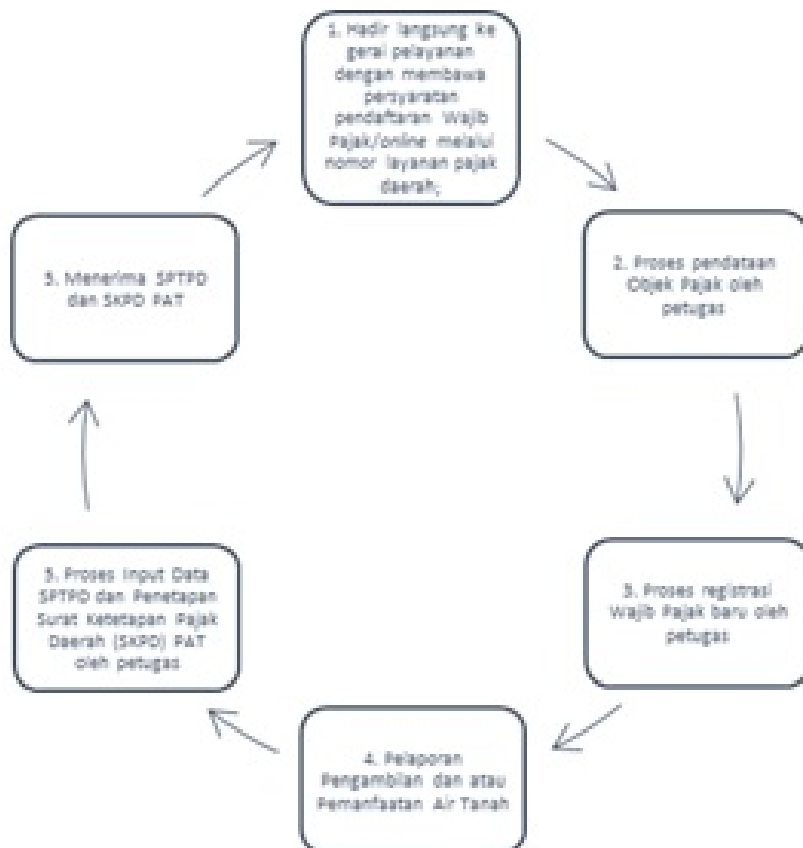 1. Hadir langsung ke
gerai pelayanan
dengan membawa
persyaratan
pendaftaran Wajib
Pajak/online melalui
nomor layanan pajak
daerah;
2. Proses pendataan
Objek Pajak oleh
petugas
3. Proses registrasi
Wajib Pajak baru oleh
petugas
4. Pelaporan
Pengambilan dan atau
Pemanfaatan Air Tanah
5. Proses Input Data
SPTPD dan Penetapan
Surat Ketetapan Pajak
Daerah (SKPD) PAT
oleh petugas
5. Menerima SPTPD
dan SKPD PAT